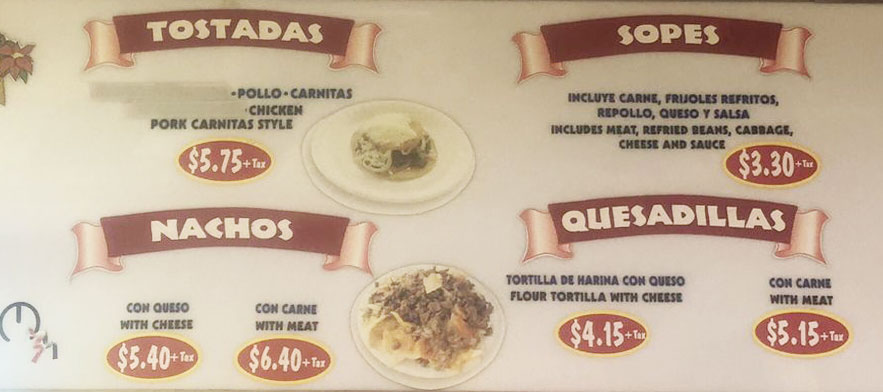 TOSTADAS
•POLLO•CARNITAS
•CHICKEN
PORK CARNITAS STYLE
$5.75+Tax
SOPES
INCLUYE CARNE, FRIJOLES REFRITOS,
REPOLLO, QUESO Y SALSA
INCLUDES MEAT, REFRIED BEANS, CABBAGE,
CHEESE AND SAUCE
$3.30+Tax
NACHOS
CON QUESO
WITH CHEESE
$5.40+Tax
CON CARNE
WITH MEAT
$6.40+Tax
QUESADILLAS
TORTILLA DE HARINA CON QUESO
FLOUR TORTILLA WITH CHEESE
$4.15+Tax
CON CARNE
WITH MEAT
$5.15+Tax